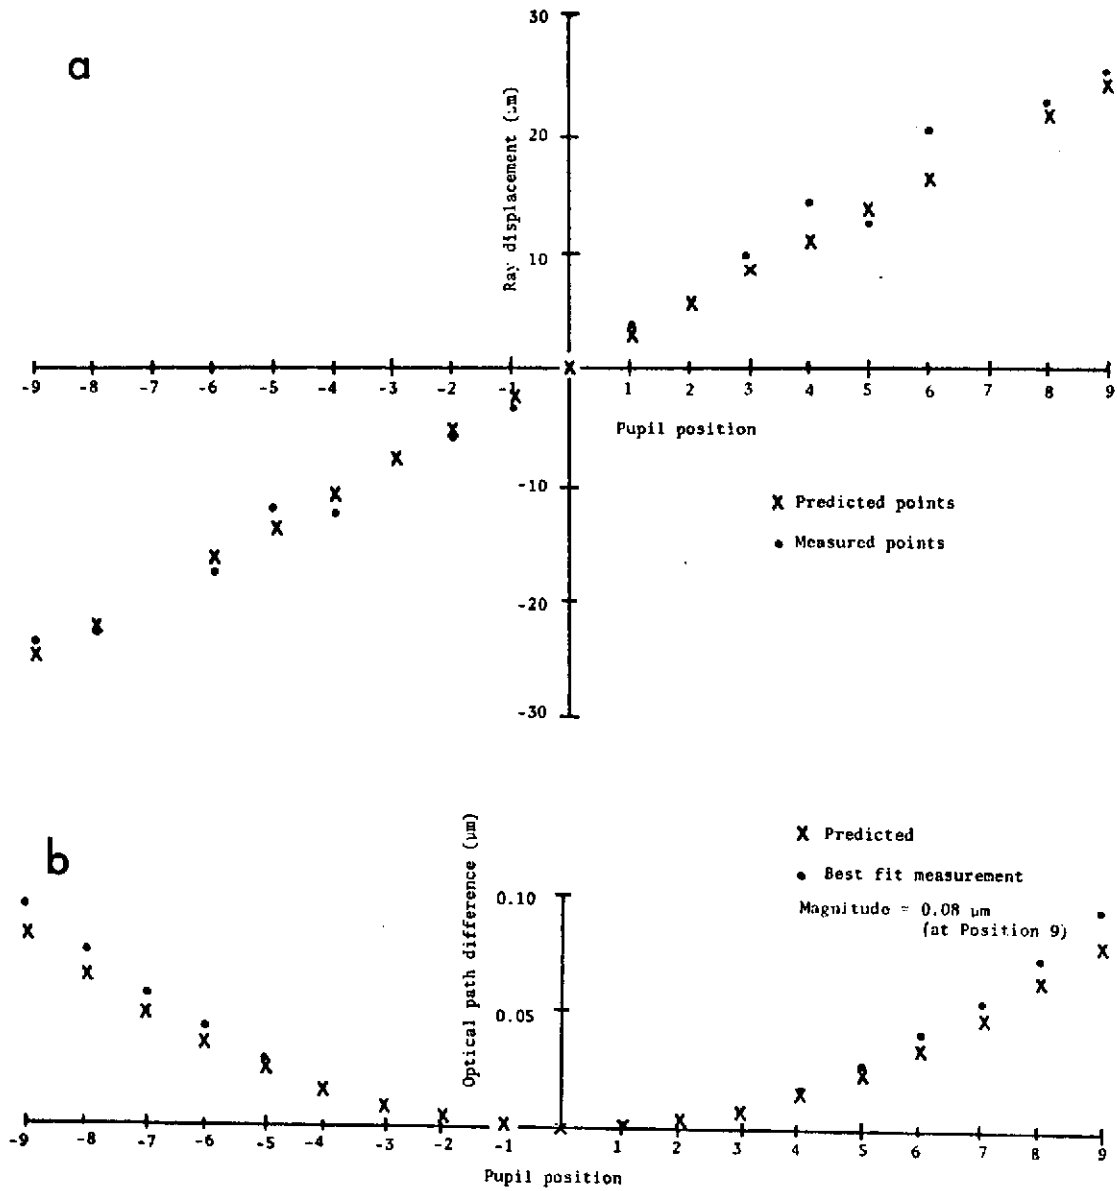 a
Ray displacement (μm)
30
20
10
-9 -8 -7 -6 -5 -4 -3 -2 -1 1 2 3 4 5 6 7 8 9
Pupil position
-10
-20
-30
X Predicted points
• Measured points
b
Optical path difference (μm)
0.10
0.05
X Predicted
• Best fit measurement
Magnitude = 0.08 μm
(at Position 9)
-9 -8 -7 -6 -5 -4 -3 -2 -1 1 2 3 4 5 6 7 8 9
Pupil position